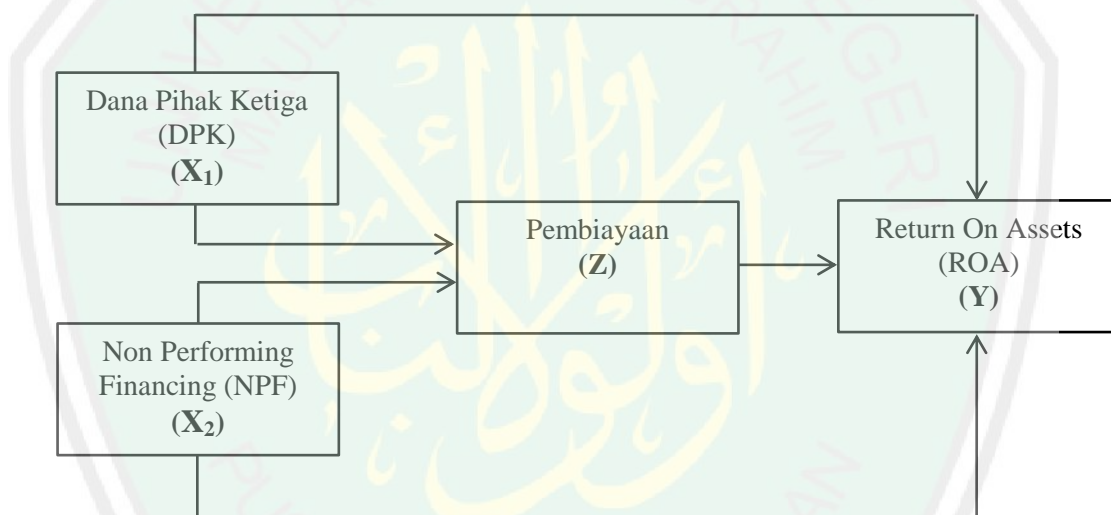 Dana Pihak Ketiga
(DPK)
(X₁)
Pembiayaan
(Z)
Return On Assets
(ROA)
(Y)
Non Performing
Financing (NPF)
(X₂)